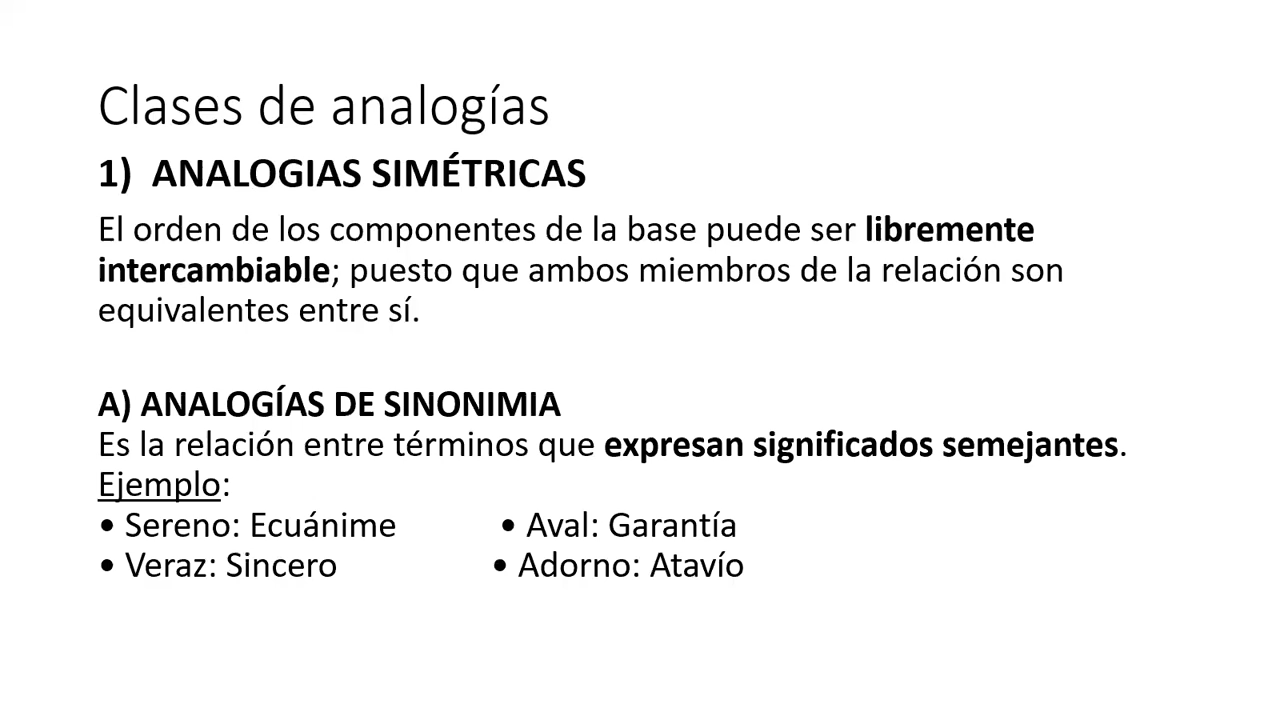 Clases de analogías
1) ANALOGIAS SIMÉTRICAS
El orden de los componentes de la base puede ser libremente
intercambiable; puesto que ambos miembros de la relación son
equivalentes entre sí.
A) ANALOGÍAS DE SINONIMIA
Es la relación entre términos que expresan significados semejantes.
Ejemplo:
• Sereno: Ecuánime • Aval: Garantía
• Veraz: Sincero • Adorno: Atavío